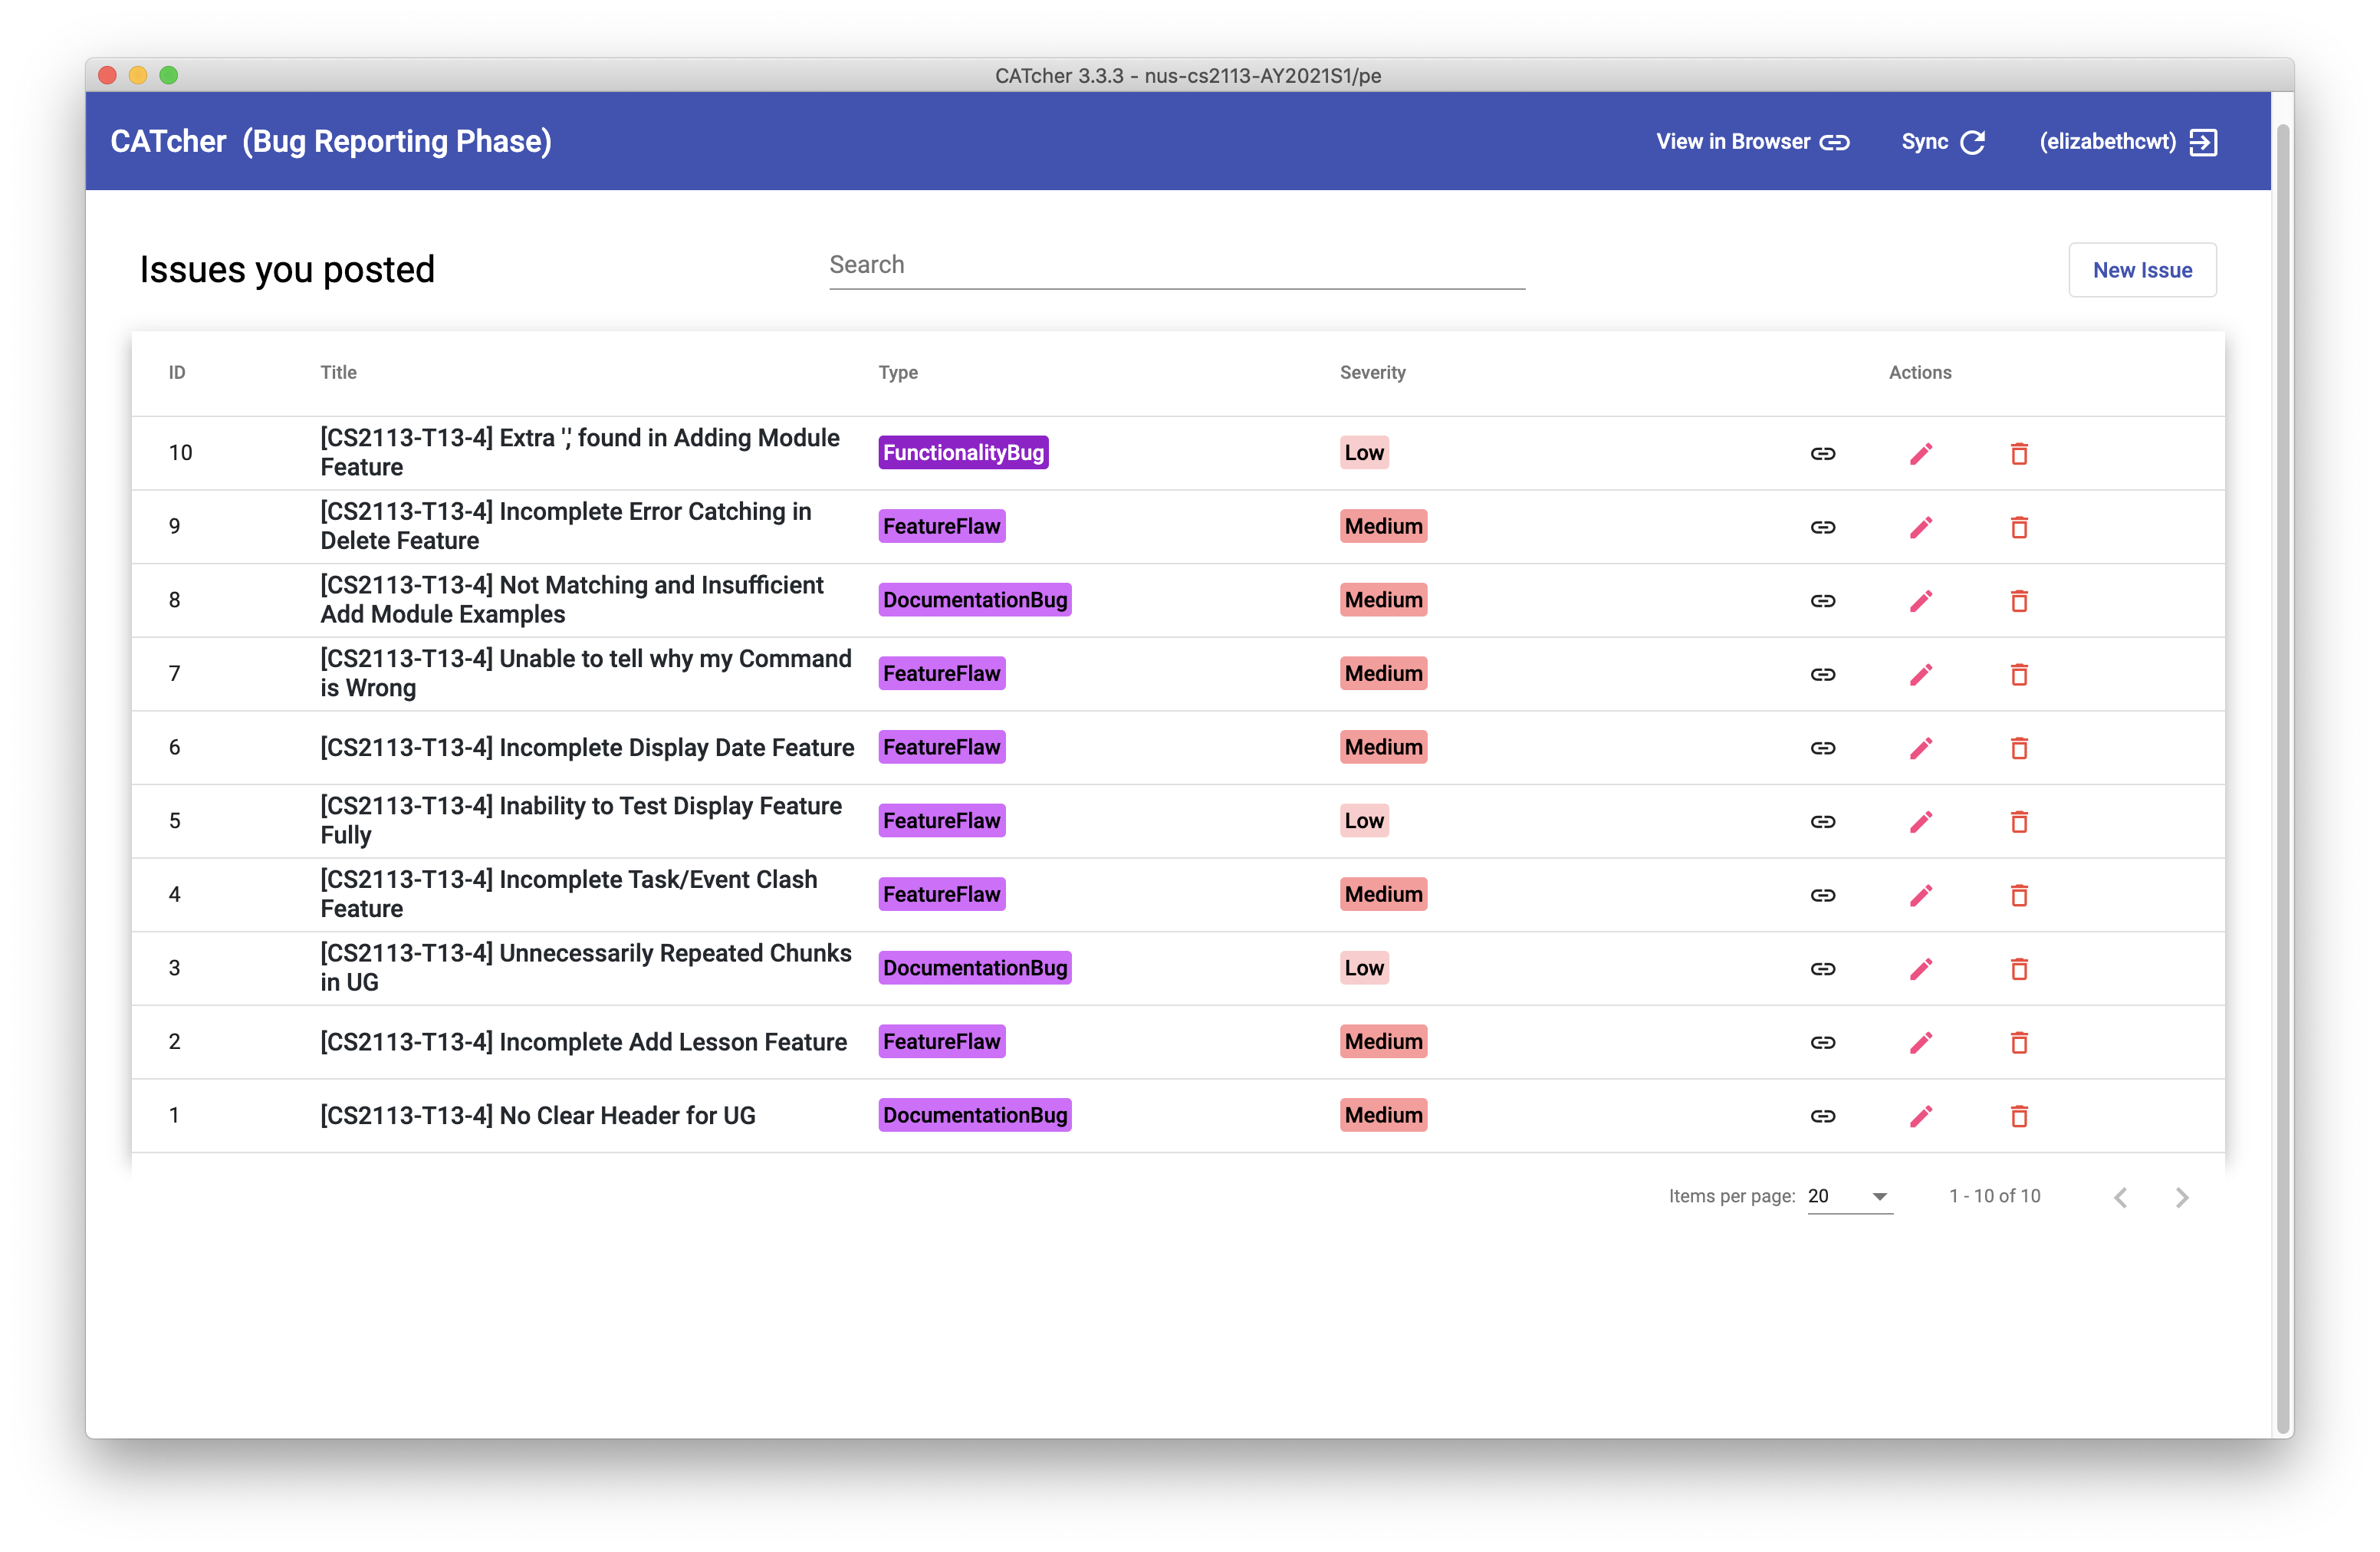 CATcher 3.3.3 - nus-cs2113-AY2021S1/pe
CATcher (Bug Reporting Phase)
View in Browser
Sync
(elizabethcwt)
Issues you posted
Search
New Issue
ID Title Type Severity Actions
10 [CS2113-T13-4] Extra ',' found in Adding Module Feature FunctionalityBug Low
9 [CS2113-T13-4] Incomplete Error Catching in Delete Feature FeatureFlaw Medium
8 [CS2113-T13-4] Not Matching and Insufficient Add Module Examples DocumentationBug Medium
7 [CS2113-T13-4] Unable to tell why my Command is Wrong FeatureFlaw Medium
6 [CS2113-T13-4] Incomplete Display Date Feature FeatureFlaw Medium
5 [CS2113-T13-4] Inability to Test Display Feature Fully FeatureFlaw Low
4 [CS2113-T13-4] Incomplete Task/Event Clash Feature FeatureFlaw Medium
3 [CS2113-T13-4] Unnecessarily Repeated Chunks in UG DocumentationBug Low
2 [CS2113-T13-4] Incomplete Add Lesson Feature FeatureFlaw Medium
1 [CS2113-T13-4] No Clear Header for UG DocumentationBug Medium
Items per page: 20 1 - 10 of 10